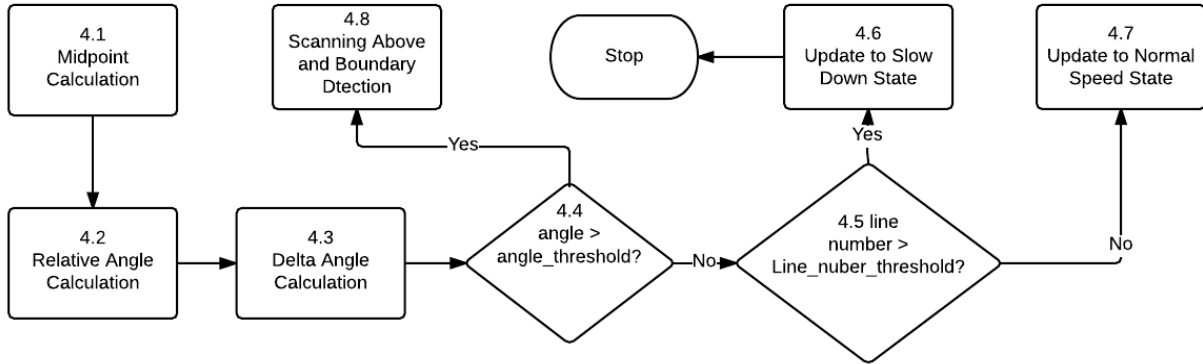 4.1
Midpoint
Calculation
4.8
Scanning Above
and Boundary
Dtection
Stop
4.6
Update to Slow
Down State
4.7
Update to Normal
Speed State
Yes
Yes
4.2
Relative Angle
Calculation
4.3
Delta Angle
Calculation
4.4
angle >
angle_threshold?
No
4.5 line
number >
Line_nuber_threshold?
No